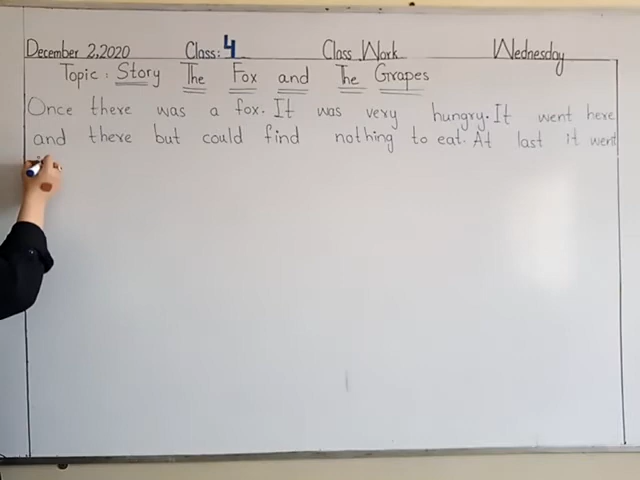 December 2,2020 Class: 4 Class Work Wednesday
Topic : Story The Fox and The Grapes
Once there was a fox. It was very hungry. It went here
and there but could find nothing to eat. At last it went